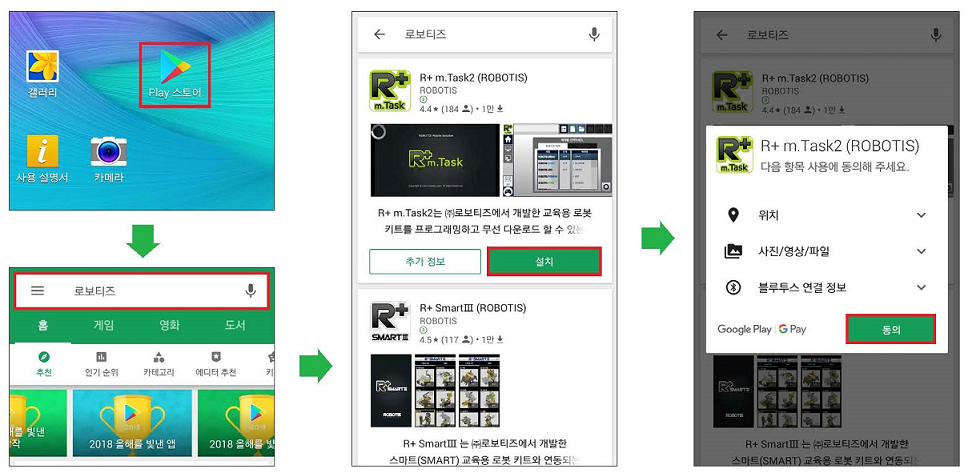 갤러리
Play 스토어
사용 설명서
카메라
로보티즈
홈
게임
영화
도서
추천
인기 순위
카테고리
에디터 추천
키
를 빛낸
작
2018 올해를 빛낸 앱
2018 올해를 빛
로보티즈
R+ m.Task2 (ROBOTIS)
ROBOTIS
4.4★ (184) • 1만
R+
m.Task
R+ m.Task
R+ m.Task2는 ㈜로보티즈에서 개발한 교육용 로봇
키트를 프로그래밍하고 무선 다운로드 할 수 있는
추가 정보
설치
R+ SmartⅢ (ROBOTIS)
ROBOTIS
4.5★ (117) • 1만
R+
SMARTⅢ
R+ SMARTⅢ
ROBOTIS
R+ SmartⅢ 는 ㈜로보티즈에서 개발한
스마트(SMART) 교육용 로봇 키트와 연동되는
로보티즈
R+ m.Task2 (ROBOTIS)
ROBOTIS
4.4★ (184) • 1만
R+
m.Task
R+ m.Task2 (ROBOTIS)
다음 항목 사용에 동의해 주세요.
위치
사진/영상/파일
블루투스 연결 정보
Google Play | G Pay
동의
R+ SMARTⅢ
ROBOTIS
R+ SmartⅢ 는 ㈜로보티즈에서 개발한
스마트(SMART) 교육용 로봇 키트와 연동되는